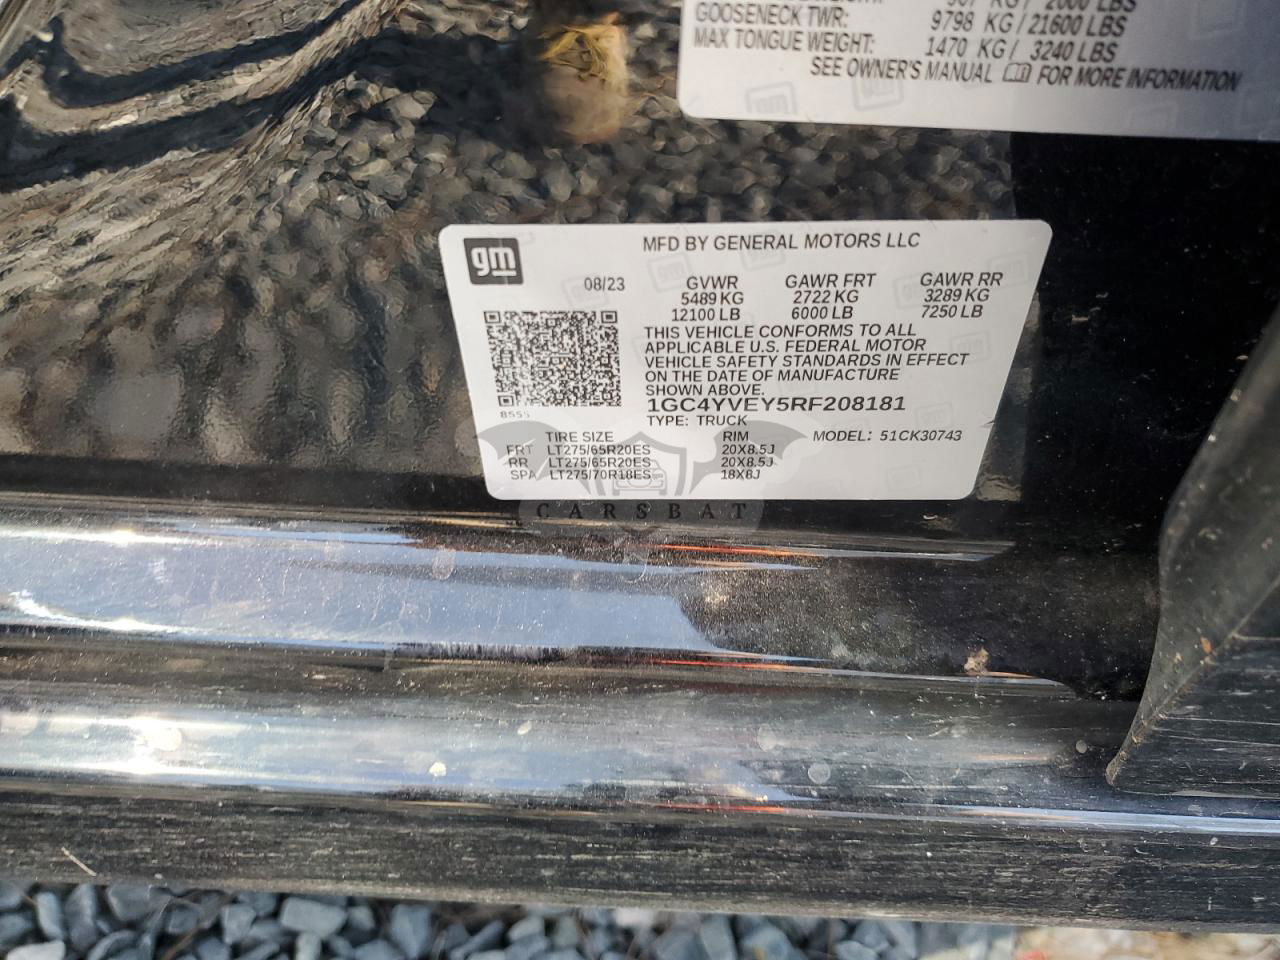 GOOSENECK TWR: 9798 KG/21600 LBS
MAX TONGUE WEIGHT: 1470 KG/ 3240 LBS
SEE OWNER'S MANUAL FOR MORE INFORMATION
gm
MFD BY GENERAL MOTORS LLC
08/23 GVWR GAWR FRT GAWR RR
5489 KG 2722 KG 3289 KG
12100 LB 6000 LB 7250 LB
THIS VEHICLE CONFORMS TO ALL
APPLICABLE U.S. FEDERAL MOTOR
VEHICLE SAFETY STANDARDS IN EFFECT
ON THE DATE OF MANUFACTURE
SHOWN ABOVE.
1GC4YVEY5RF208181
TYPE: TRUCK
TIRE SIZE RIM MODEL: 51CK30743
FRT LT275/65R20ES 20X8.5J
RR LT275/65R20ES 20X8.5J
SPA LT275/70R18ES 18X8J
CARSBAT